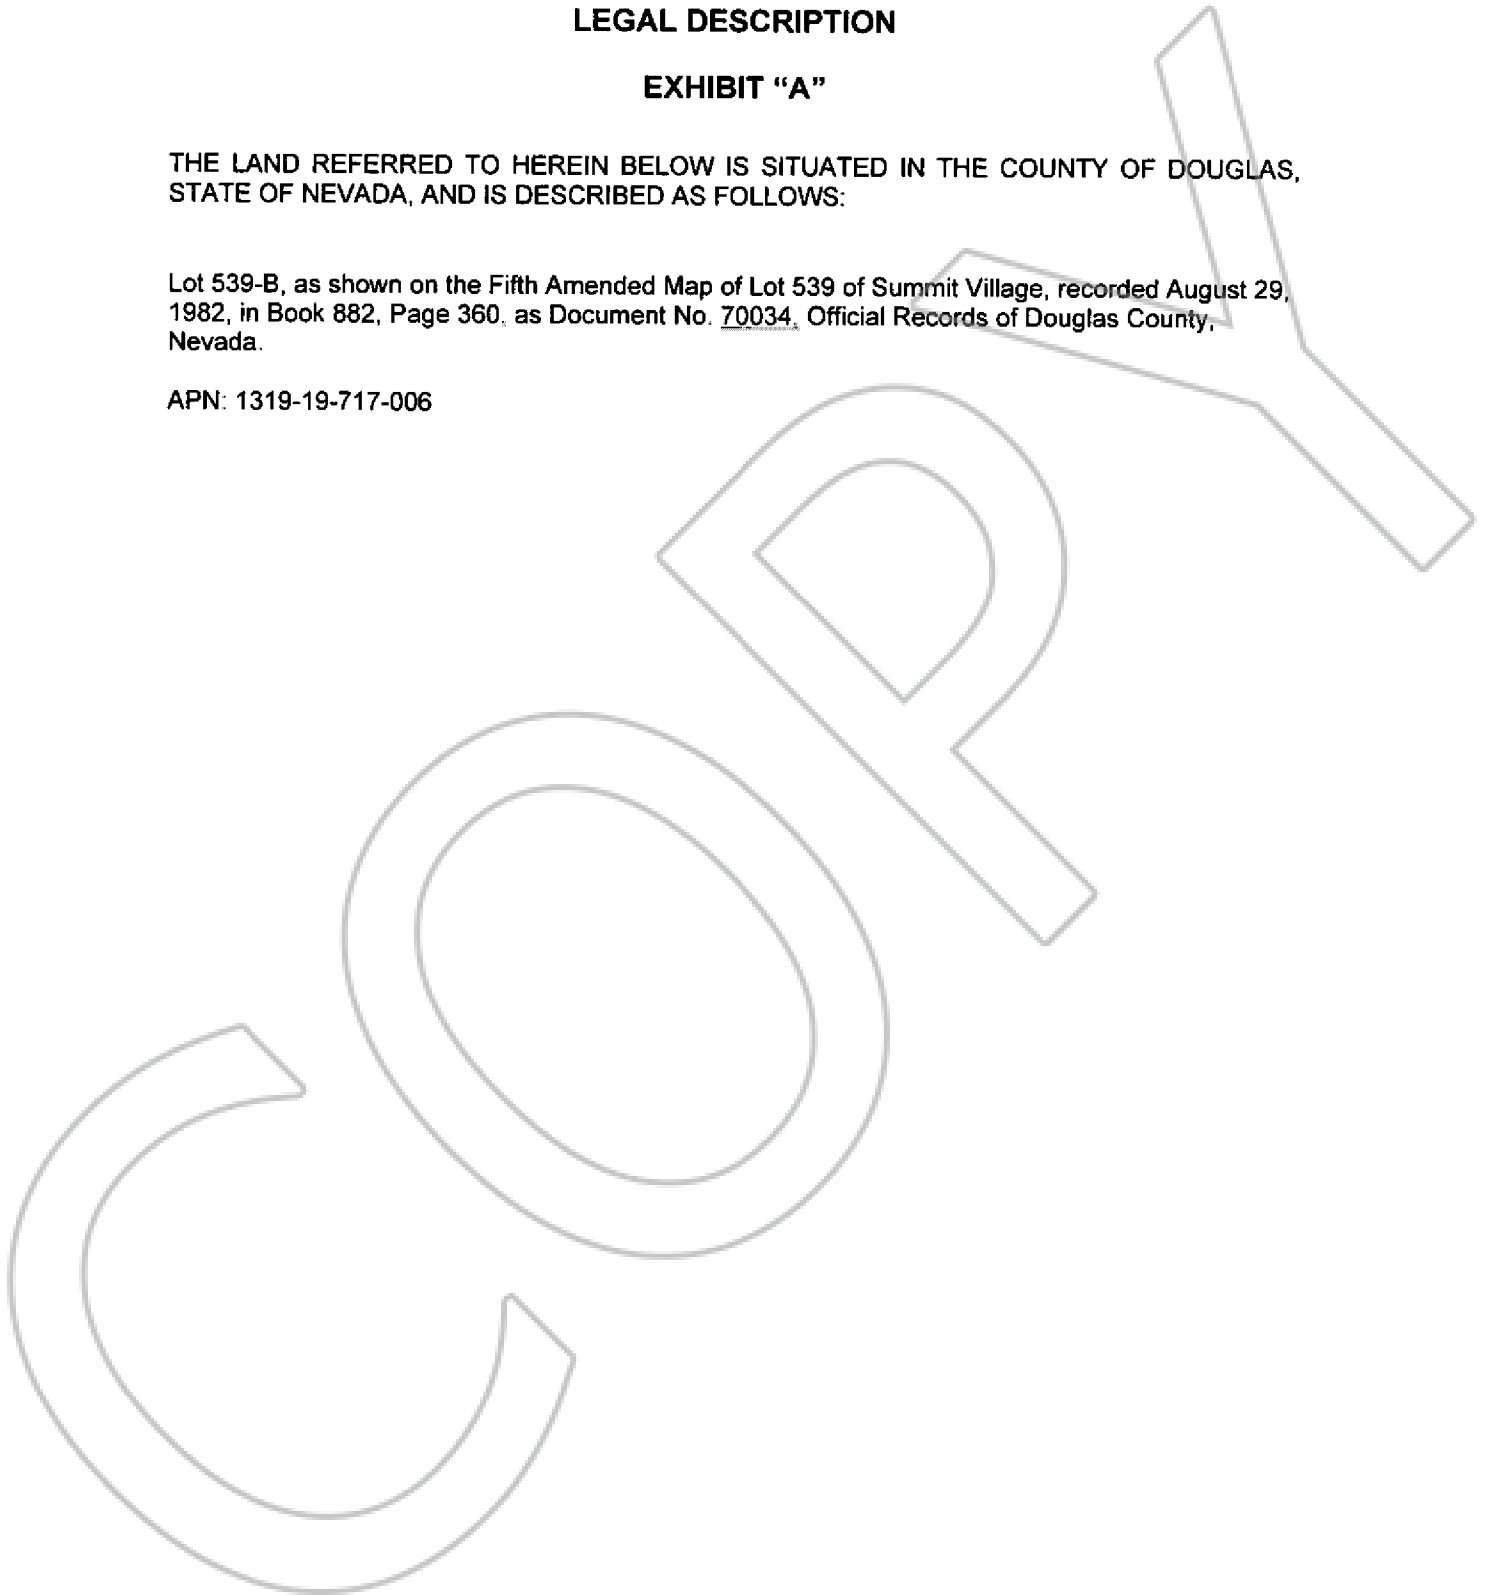 LEGAL DESCRIPTION
EXHIBIT “A”
THE LAND REFERRED TO HEREIN BELOW IS SITUATED IN THE COUNTY OF DOUGLAS,
STATE OF NEVADA, AND IS DESCRIBED AS FOLLOWS:
Lot 539-B, as shown on the Fifth Amended Map of Lot 539 of Summit Village, recorded August 29,
1982, in Book 882, Page 360, as Document No. 70034, Official Records of Douglas County,
Nevada.
APN: 1319-19-717-006
COPY